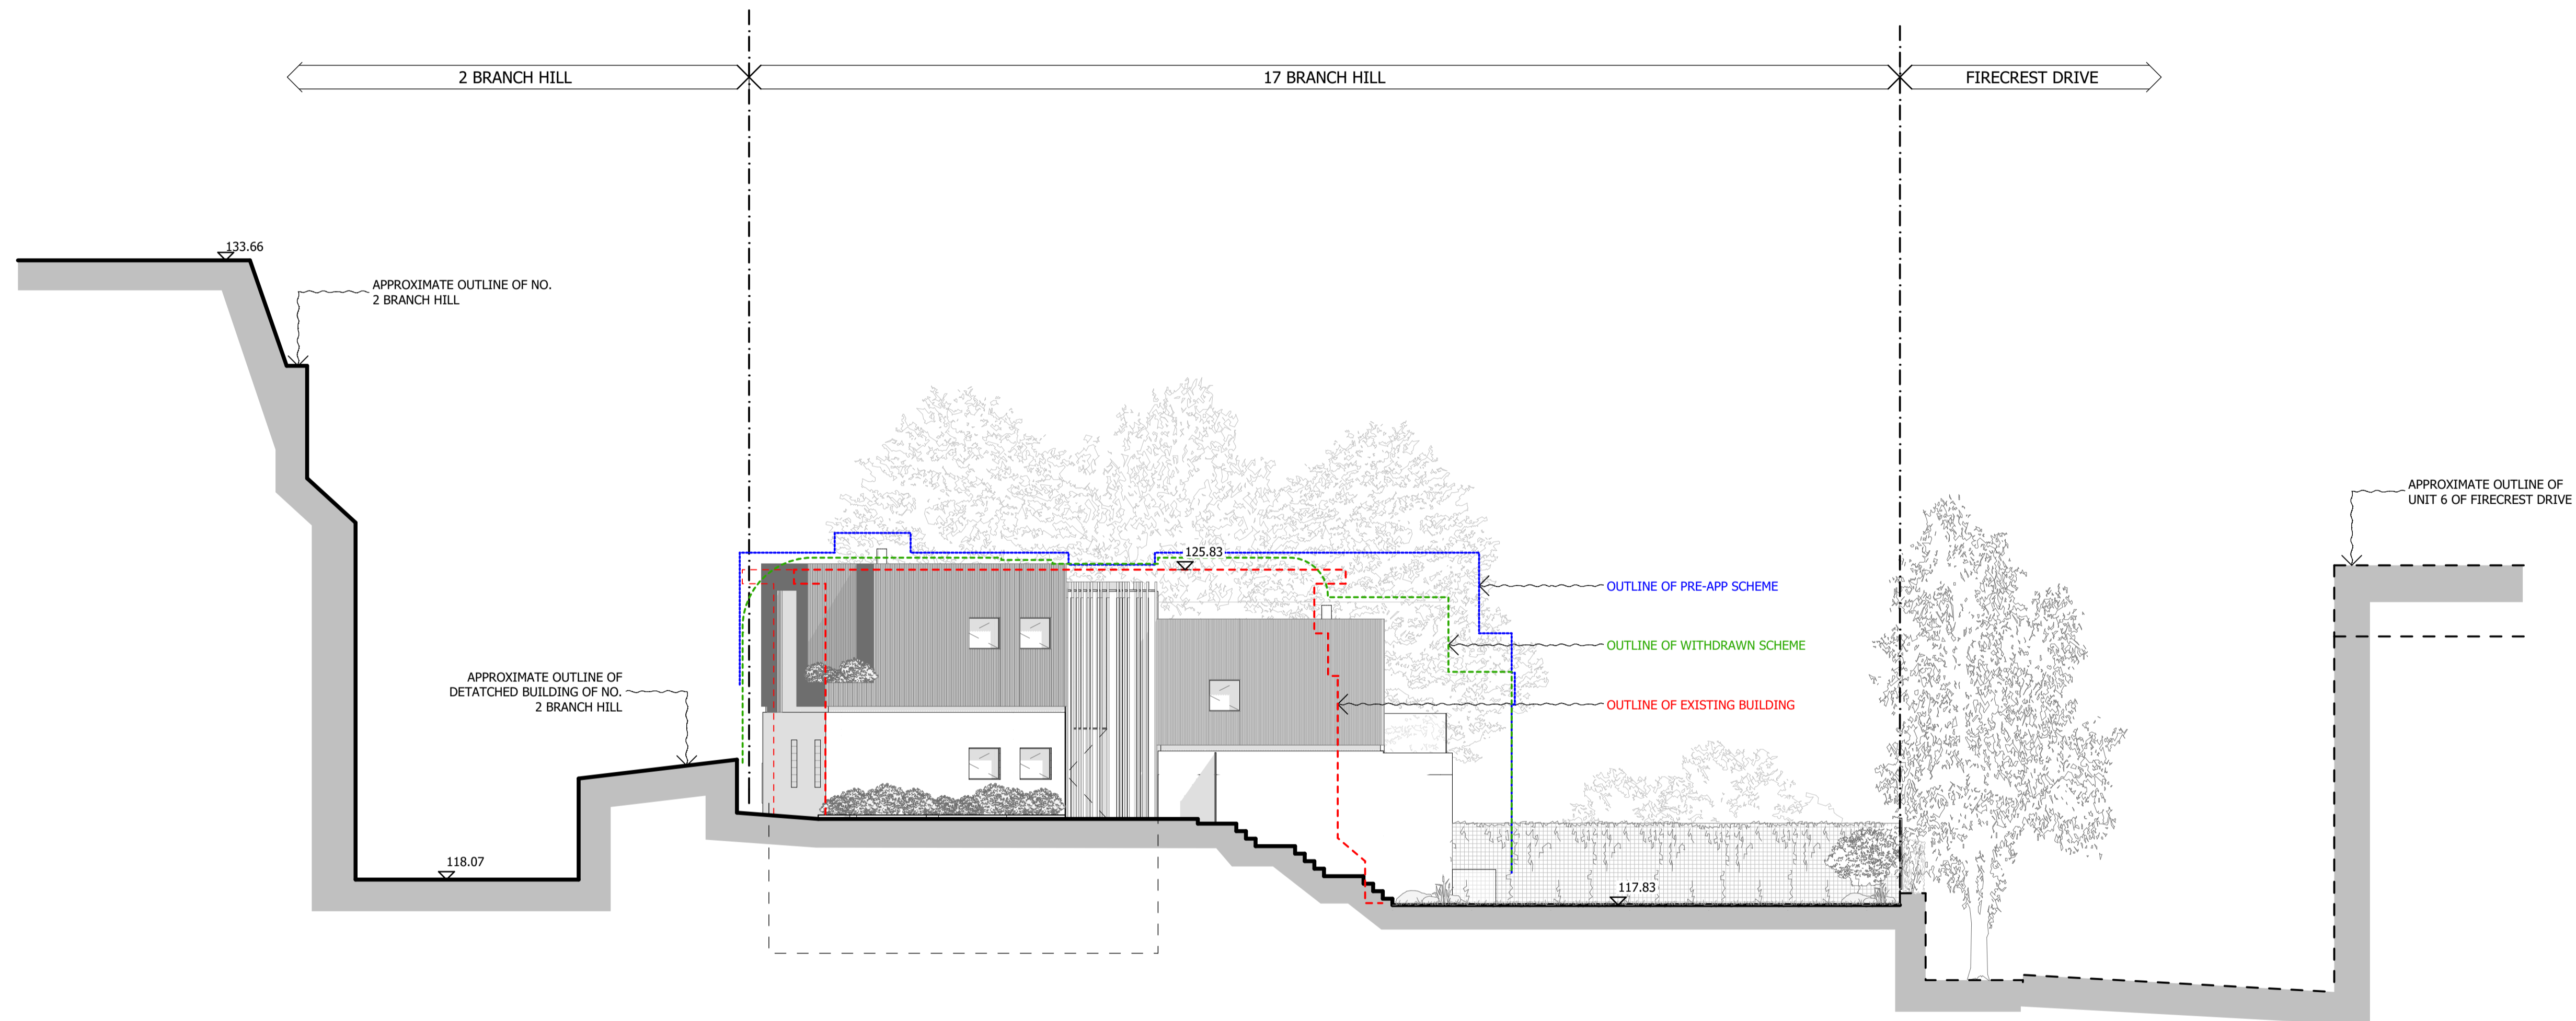 2 BRANCH HILL
17 BRANCH HILL
FIRECREST DRIVE
133.66
APPROXIMATE OUTLINE OF NO.
2 BRANCH HILL
APPROXIMATE OUTLINE OF
UNIT 6 OF FIRECREST DRIVE
125.83
OUTLINE OF PRE-APP SCHEME
OUTLINE OF WITHDRAWN SCHEME
APPROXIMATE OUTLINE OF
DETATCHED BUILDING OF NO.
2 BRANCH HILL
OUTLINE OF EXISTING BUILDING
118.07
117.83